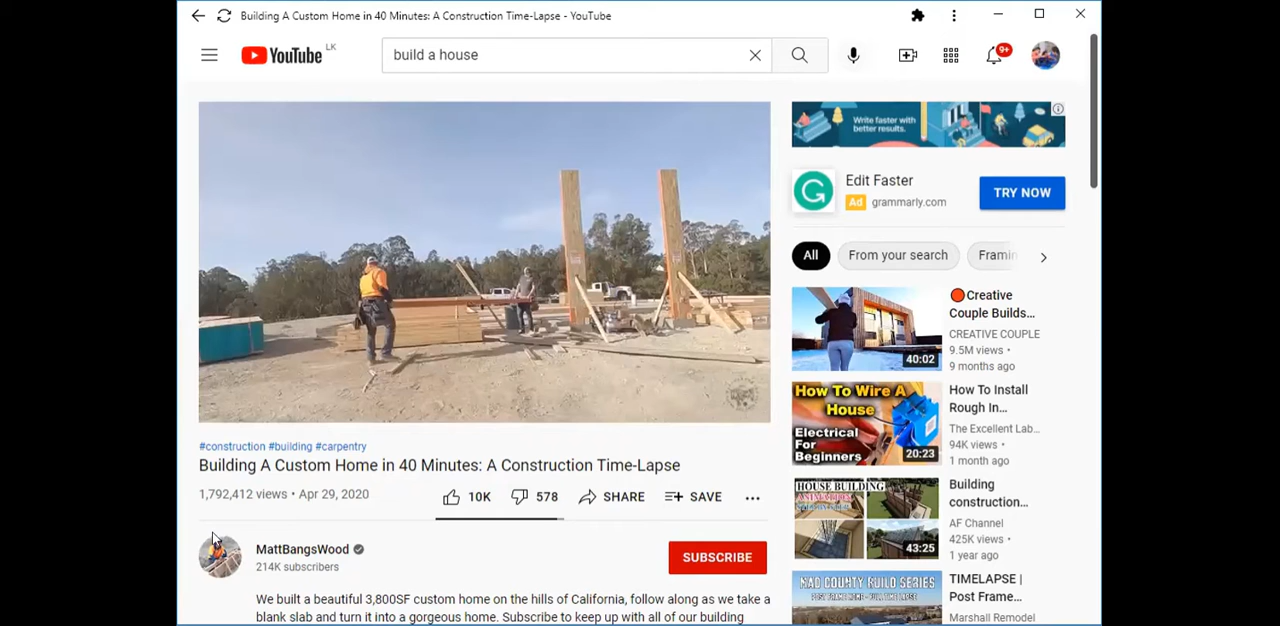 Building A Custom Home in 40 Minutes: A Construction Time-Lapse - YouTube
YouTube LK
build a house
9+
Write faster with
better results.
Edit Faster
Ad grammarly.com
TRY NOW
All
From your search
Framin
Creative
Couple Builds...
CREATIVE COUPLE
9.5M views •
9 months ago
40:02
How To Wire A
House
Electrical
For
Beginners
20:23
How To Install
Rough In...
The Excellent Lab...
94K views •
1 month ago
#construction #building #carpentry
Building A Custom Home in 40 Minutes: A Construction Time-Lapse
1,792,412 views • Apr 29, 2020
10K
578
SHARE
SAVE
HOUSE BUILDING
43:25
Building
construction...
AF Channel
425K views •
1 year ago
MattBangsWood
214K subscribers
SUBSCRIBE
We built a beautiful 3,800SF custom home on the hills of California, follow along as we take a
blank slab and turn it into a gorgeous home. Subscribe to keep up with all of our building
MAD COUNTY BUILD SERIES
TIMELAPSE |
Post Frame...
Marshall Remodel